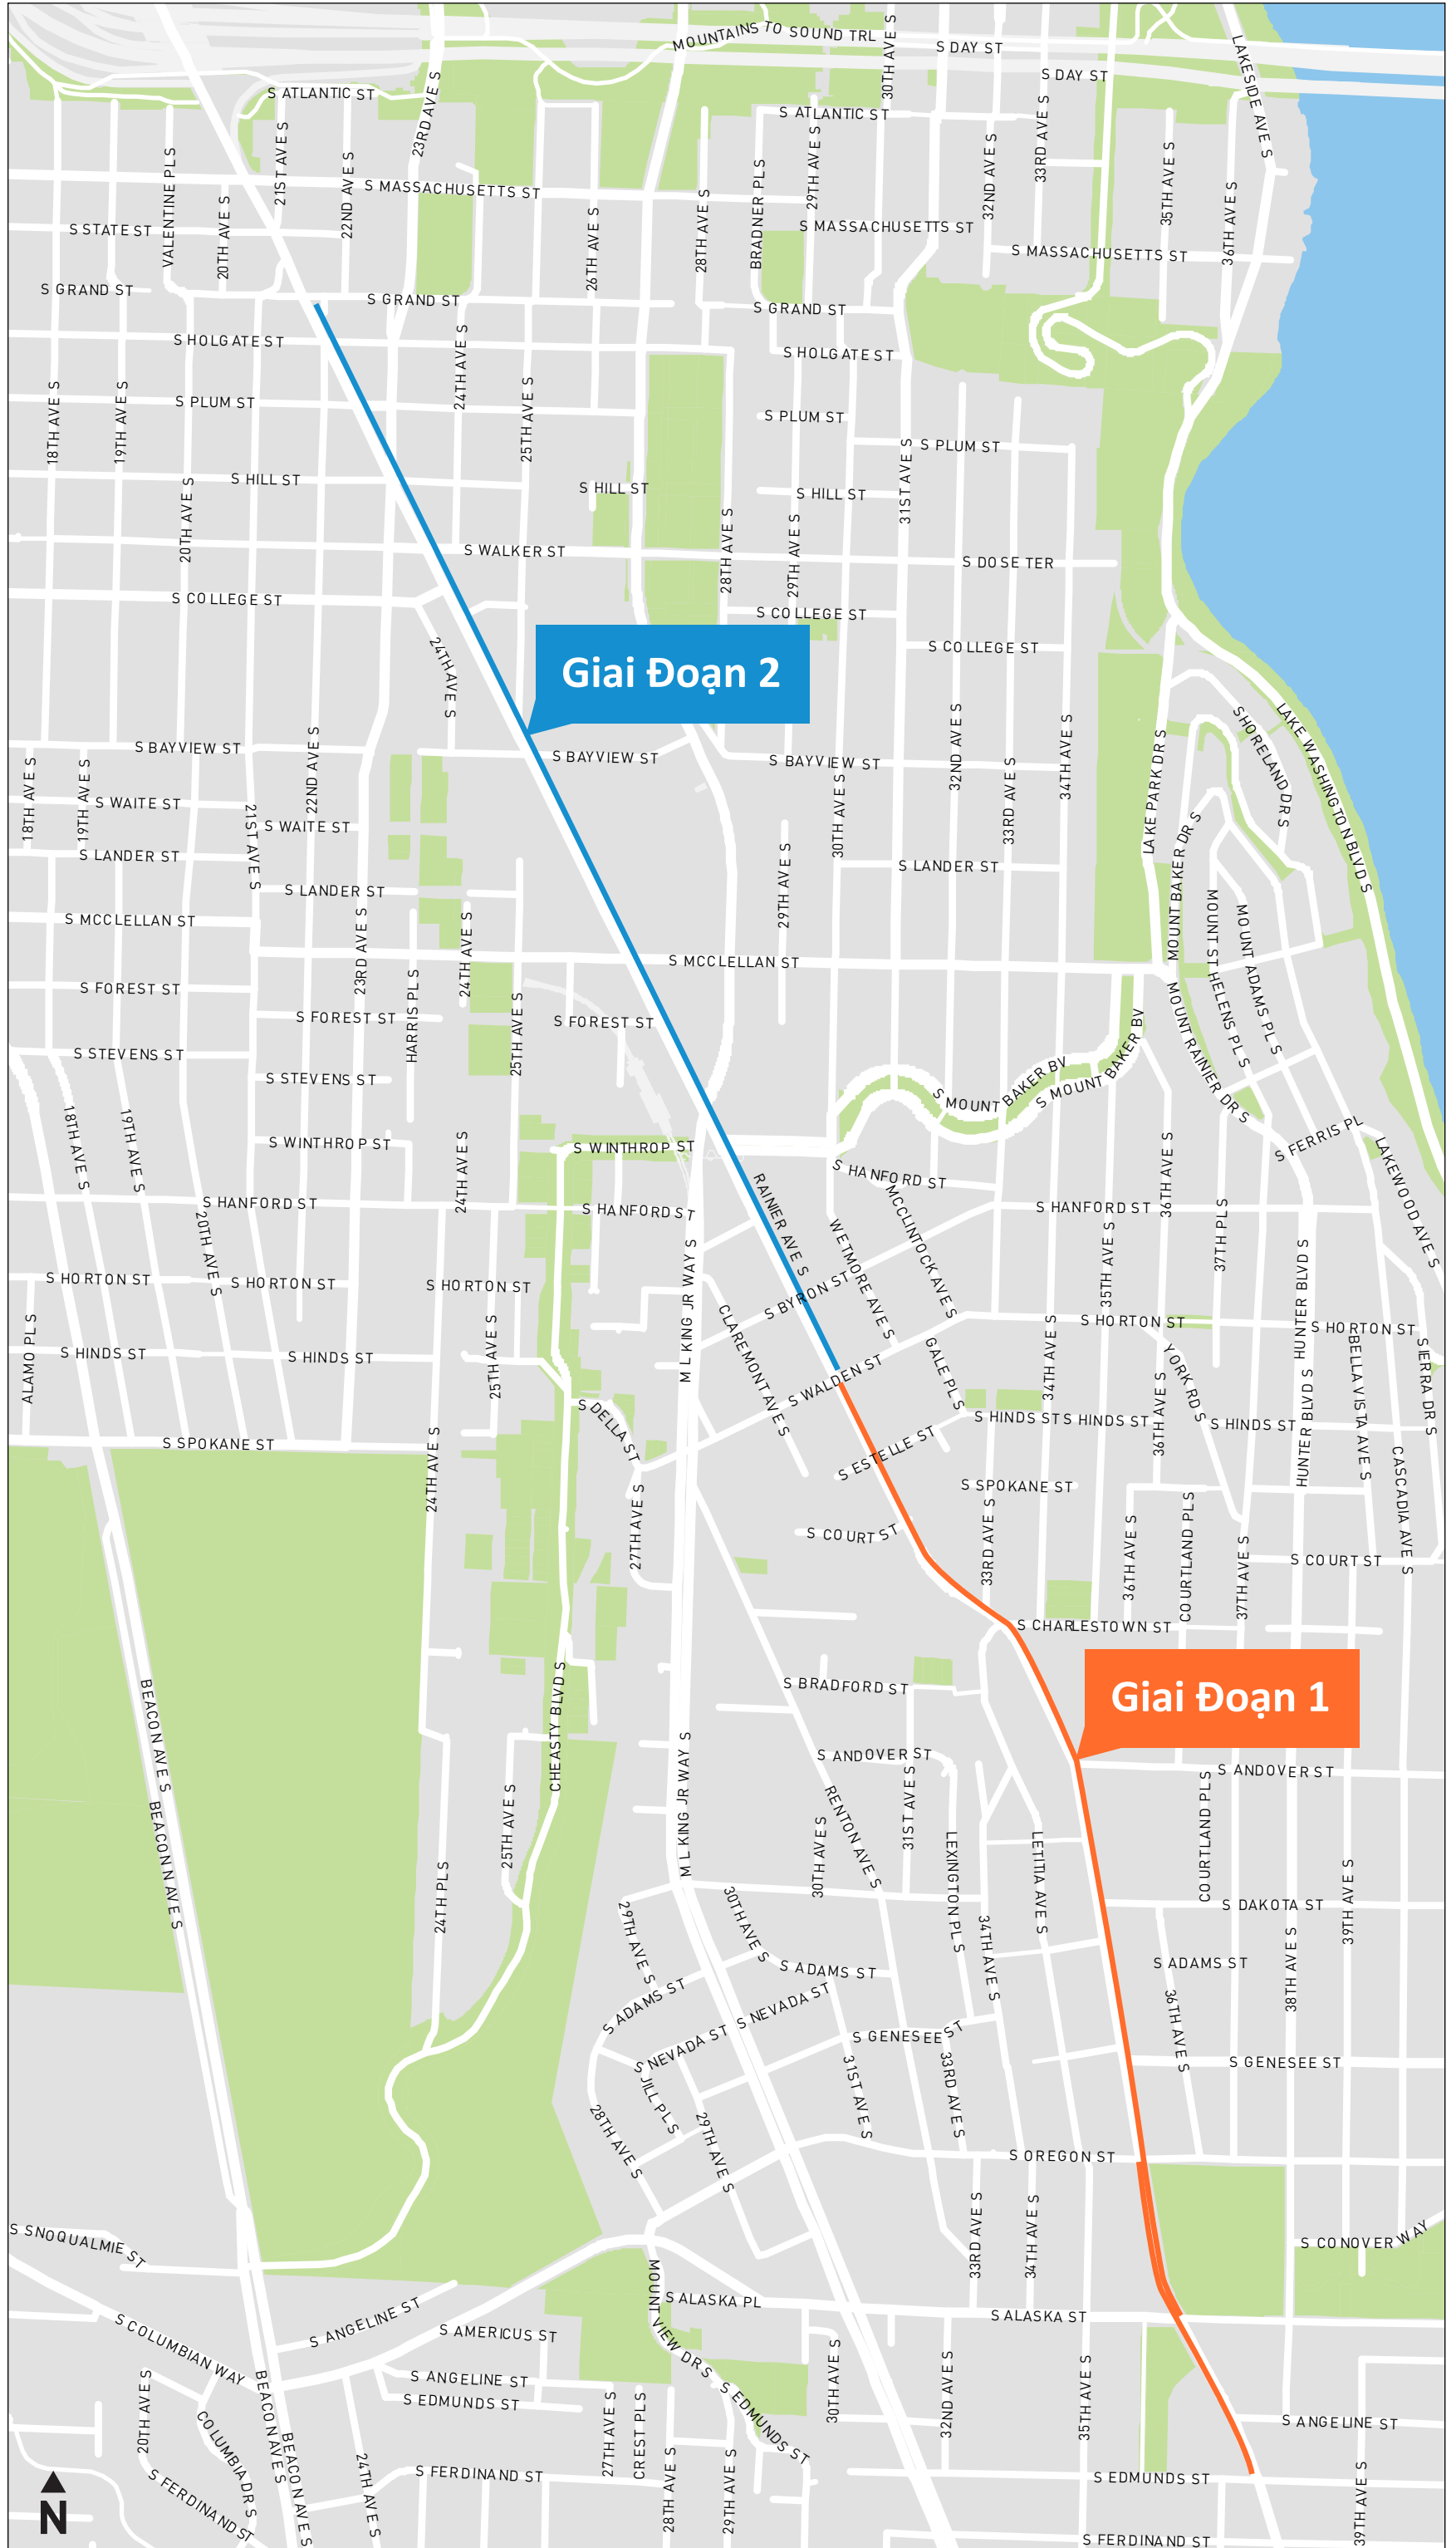 MOUNTAINS TO SOUND TRL
30TH AVE S
S DAY ST
S DAY ST
LAKESIDE AVE S
S ATLANTIC ST
23RD AVE S
S ATLANTIC ST
33RD AVE S
VALENTINE PL S
20TH AVE S
21ST AVE S
22ND AVE S
S MASSACHUSETTS ST
26TH AVE S
28TH AVE S
BRADNER PL S
29TH AVE S
32ND AVE S
35TH AVE S
36TH AVE S
S STATE ST
S MASSACHUSETTS ST
S MASSACHUSETTS ST
S GRAND ST
S GRAND ST
S GRAND ST
S HOLGATE ST
24TH AVE S
S HOLGATE ST
18TH AVE S
19TH AVE S
S PLUM ST
25TH AVE S
S PLUM ST
31ST AVE S
S PLUM ST
20TH AVE S
S HILL ST
S HILL ST
S HILL ST
28TH AVE S
29TH AVE S
S WALKER ST
S DOSE TER
S COLLEGE ST
S COLLEGE ST
S COLLEGE ST
24TH AVE S
Giai Đoạn 2
32ND AVE S
34TH AVE S
LAKE PARK DR S
SHORELAND DR S
LAKE WASHINGTON BLVD S
S BAYVIEW ST
22ND AVE S
S BAYVIEW ST
S BAYVIEW ST
30TH AVE S
33RD AVE S
18TH AVE S
19TH AVE S
S WAITE ST
21ST AVE S
S WAITE ST
MOUNT BAKER DR S
S LANDER ST
S LANDER ST
29TH AVE S
S LANDER ST
S MCCLELLAN ST
23RD AVE S
24TH AVE S
S MCCLELLAN ST
MOUNT ST HELENS PL S
MOUNT ADAMS PL S
S FOREST ST
S FOREST ST
HARRIS PL S
25TH AVE S
S FOREST ST
MOUNT RAINIER DR S
S STEVENS ST
S STEVENS ST
S MOUNT BAKER BV
S MOUNT BAKER BV
18TH AVE S
19TH AVE S
S WINTHROP ST
24TH AVE S
S WINTHROP ST
36TH AVE S
S FERRIS PL
LAKEWOOD AVE S
S HANFORD ST
20TH AVE S
S HANFORD ST
RAINIER AVE S
S HANFORD ST
MCCLINTOCK AVE S
S HANFORD ST
35TH AVE S
37TH PL S
S HORTON ST
S HORTON ST
S HORTON ST
M L KING JR WAY S
S BYRON ST
WETMORE AVE S
HUNTER BLVD S
ALAMO PL S
S HINDS ST
S HINDS ST
25TH AVE S
CLAREMONT AVE S
S WALDEN ST
GALE PL S
34TH AVE S
S HORTON ST
S HORTON ST
YORK RD S
BELLA VISTA AVE S
SIERRA DR S
S DELLA ST
S HINDS ST
S HINDS ST
36TH AVE S
S HINDS ST
HUNTER BLVD S
S SPOKANE ST
24TH AVE S
S ESTELLE ST
S SPOKANE ST
CASCADIA AVE S
27TH AVE S
S COURT ST
33RD AVE S
36TH AVE S
COURTLAND PL S
37TH AVE S
S COURT ST
S CHARLESTOWN ST
BEACON AVE S
CHEASTY BLVD S
S BRADFORD ST
Giai Đoạn 1
M L KING JR WAY S
S ANDOVER ST
S ANDOVER ST
BEACON AVE S
25TH AVE S
24TH PL S
30TH AVE S
RENTON AVE S
31ST AVE S
LEXINGTON PL S
LETITIA AVE S
COURTLAND PL S
39TH AVE S
S DAKOTA ST
29TH AVE S
30TH AVE S
34TH AVE S
38TH AVE S
S ADAMS ST
S ADAMS ST
S ADAMS ST
36TH AVE S
S NEVADA ST
S NEVADA ST
S GENESEE ST
S GENESEE ST
JILL PL S
28TH AVE S
29TH AVE S
31ST AVE S
33RD AVE S
S OREGON ST
S SNOQUALMIE ST
33RD AVE S
34TH AVE S
S CONOVER WAY
MOUNT VIEW DR S
S ALASKA PL
S ALASKA ST
S COLUMBIAN WAY
S ANGELINE ST
S AMERICUS ST
S ANGELINE ST
S EDMUNDS ST
20TH AVE S
COLUMBIA DR S
BEACON AVE S
BEACON AVE S
24TH AVE S
27TH AVE S
CREST PL S
28TH AVE S
29TH AVE S
S EDMUNDS ST
30TH AVE S
32ND AVE S
35TH AVE S
S ANGELINE ST
S FERDINAND ST
S FERDINAND ST
S EDMUNDS ST
39TH AVE S
S FERDINAND ST
N